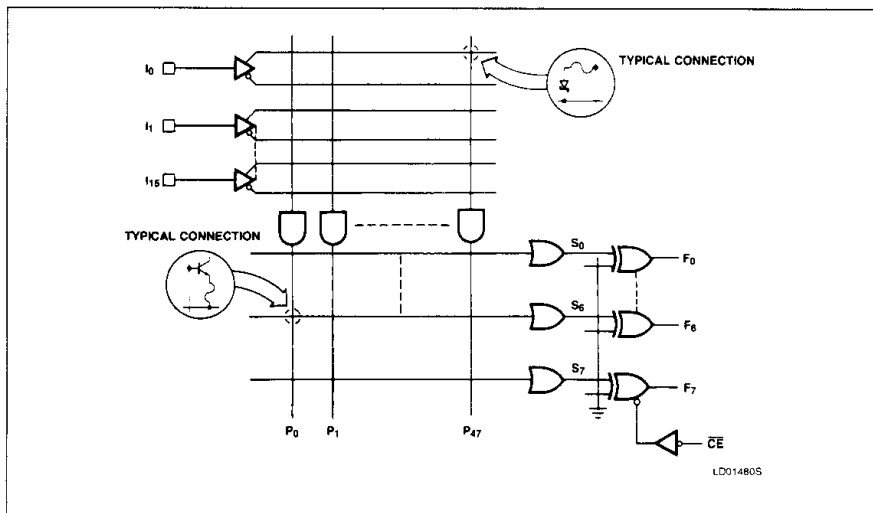 TYPICAL CONNECTION
I0
I1
I15
TYPICAL CONNECTION
S0
F0
S6
F6
S7
F7
P0 P1 P47
CE
LD01480S